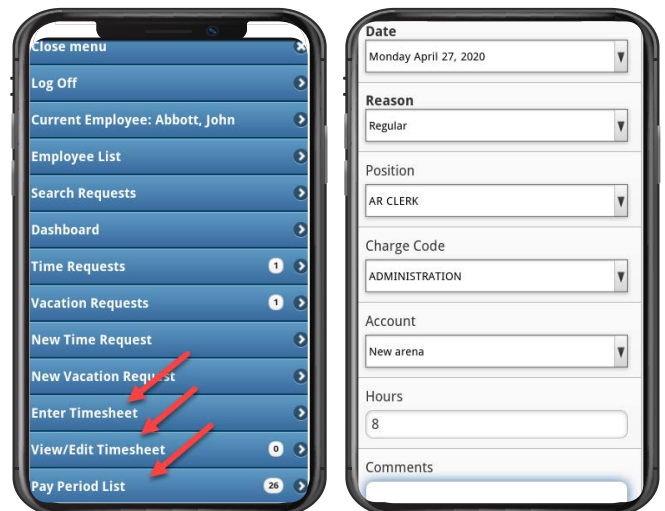 Close menu
Log Off
Current Employee: Abbott, John
Employee List
Search Requests
Dashboard
Time Requests 1
Vacation Requests 1
New Time Request
New Vacation Request
Enter Timesheet
View/Edit Timesheet 0
Pay Period List 26
Date
Monday April 27, 2020
Reason
Regular
Position
AR CLERK
Charge Code
ADMINISTRATION
Account
New arena
Hours
8
Comments